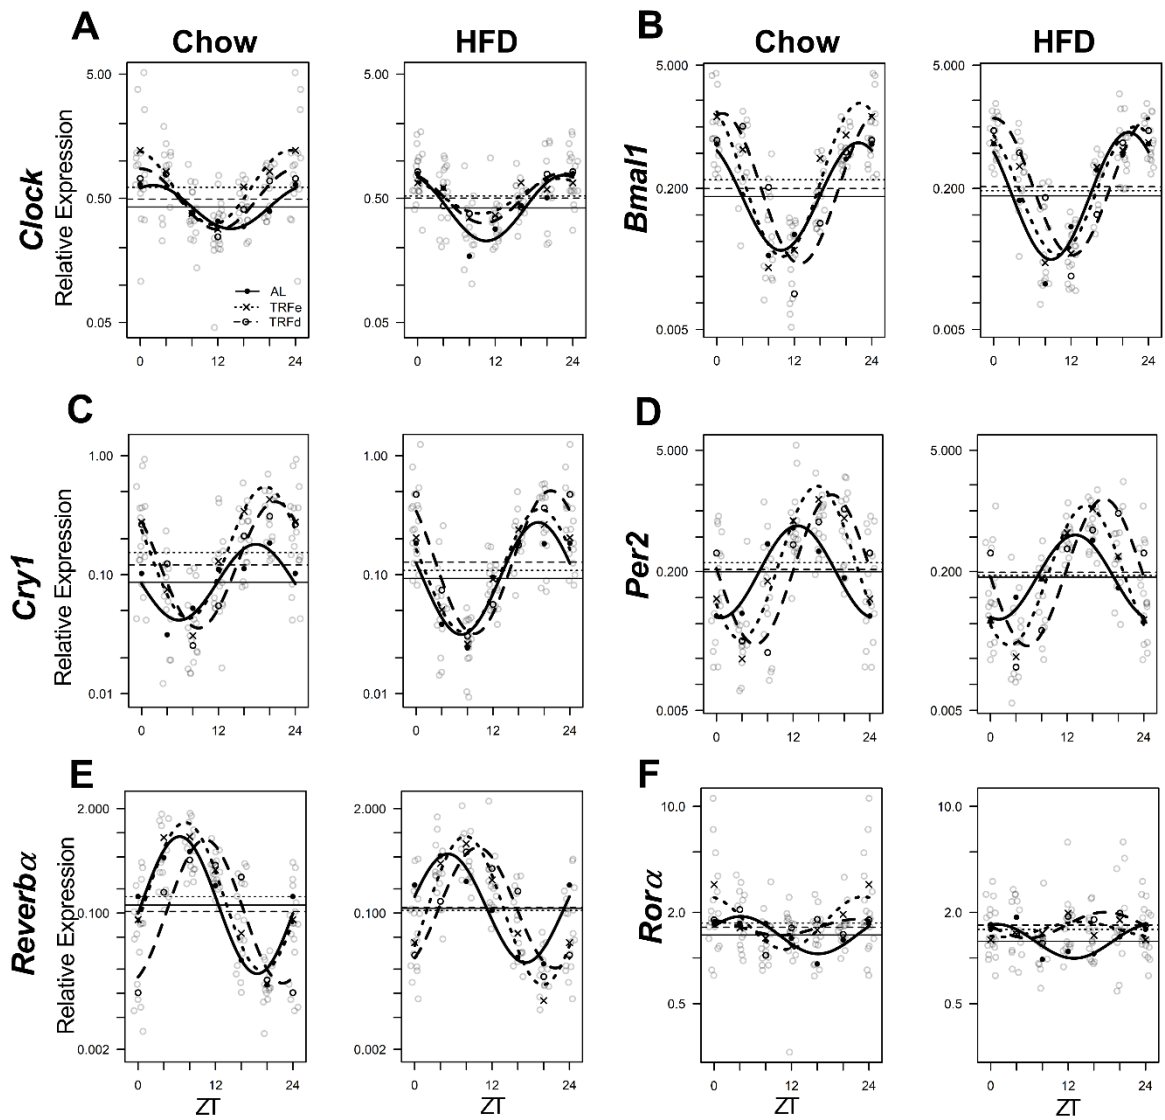 A
Chow
HFD
Clock
Relative Expression
5.00
0.50
0.05
AL
TRFe
TRFd
0
12
24
5.00
0.50
0.05
0
12
24
B
Chow
HFD
Bmal1
5.000
0.200
0.005
0
12
24
5.000
0.200
0.005
0
12
24
C
Cry1
Relative Expression
1.00
0.10
0.01
0
12
24
1.00
0.10
0.01
0
12
24
D
Per2
5.000
0.200
0.005
0
12
24
5.000
0.200
0.005
0
12
24
E
Reverbα
Relative Expression
2.000
0.100
0.002
0
12
24
ZT
2.000
0.100
0.002
0
12
24
ZT
F
Rorα
10.0
2.0
0.5
0
12
24
ZT
10.0
2.0
0.5
0
12
24
ZT